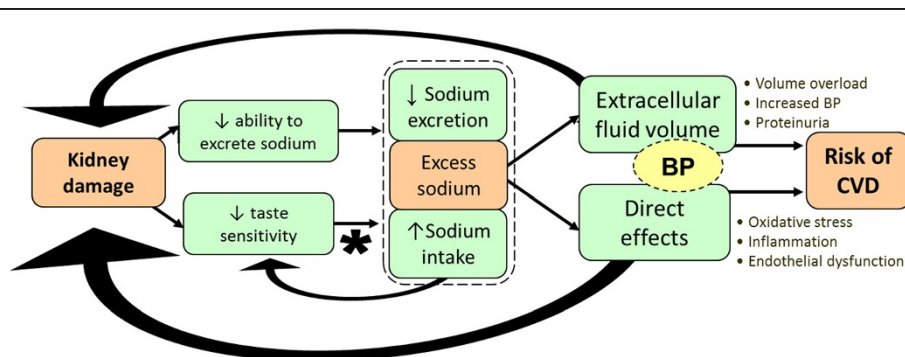 Kidney
damage
↓ ability to
excrete sodium
↓ taste
sensitivity
*
↓ Sodium
excretion
Excess
sodium
↑Sodium
intake
Extracellular
fluid volume
BP
Direct
effects
• Volume overload
• Increased BP
• Proteinuria
• Oxidative stress
• Inflammation
• Endothelial dysfunction
Risk of
CVD